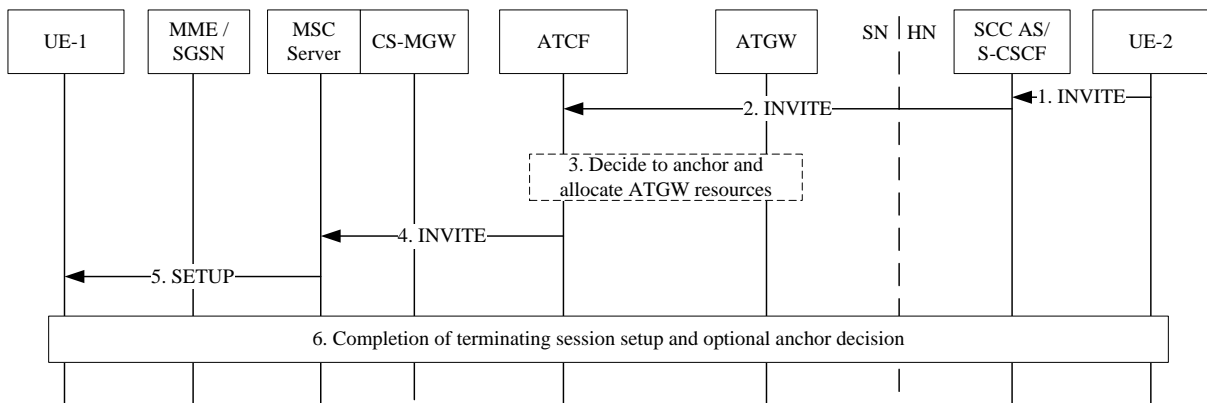 UE-1
MME /
SGSN
MSC
Server
CS-MGW
ATCF
ATGW
SN
HN
SCC AS/
S-CSCF
UE-2
1. INVITE
2. INVITE
3. Decide to anchor and
allocate ATGW resources
4. INVITE
5. SETUP
6. Completion of terminating session setup and optional anchor decision